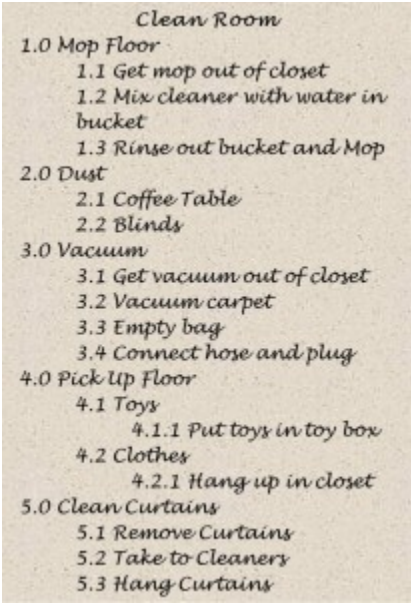 Clean Room
1.0 Mop Floor
1.1 Get mop out of closet
1.2 Mix cleaner with water in
bucket
1.3 Rinse out bucket and Mop
2.0 Dust
2.1 Coffee Table
2.2 Blinds
3.0 Vacuum
3.1 Get vacuum out of closet
3.2 Vacuum carpet
3.3 Empty bag
3.4 Connect hose and plug
4.0 Pick Up Floor
4.1 Toys
4.1.1 Put toys in toy box
4.2 Clothes
4.2.1 Hang up in closet
5.0 Clean Curtains
5.1 Remove Curtains
5.2 Take to Cleaners
5.3 Hang Curtains